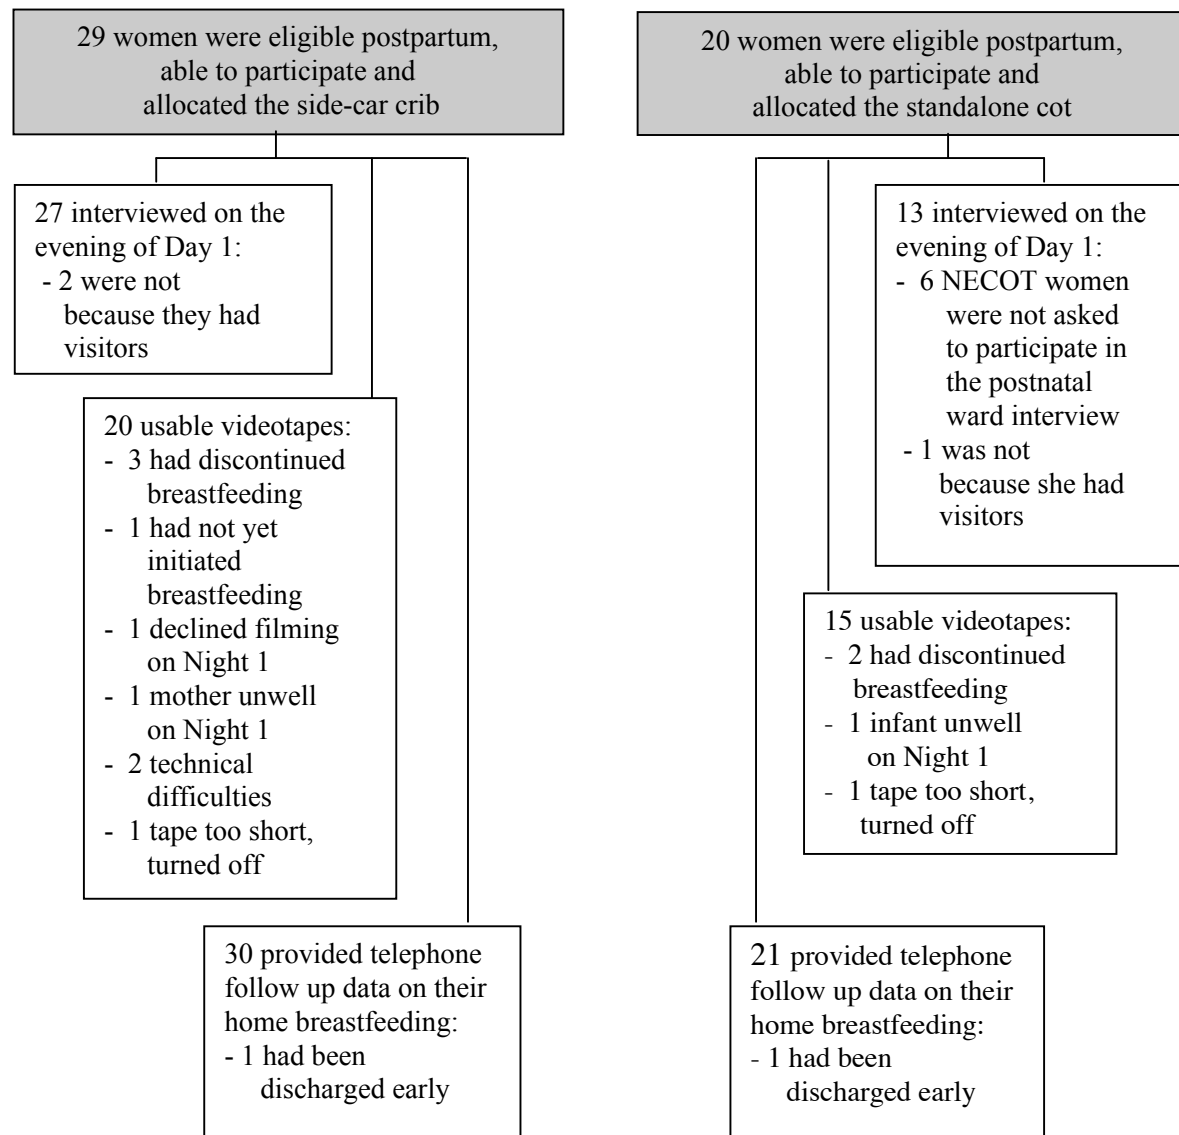 29 women were eligible postpartum,
able to participate and
allocated the side-car crib
20 women were eligible postpartum,
able to participate and
allocated the standalone cot
27 interviewed on the
evening of Day 1:
- 2 were not
because they had
visitors
13 interviewed on the
evening of Day 1:
- 6 NECOT women
were not asked
to participate in
the postnatal
ward interview
- 1 was not
because she had
visitors
20 usable videotapes:
- 3 had discontinued
breastfeeding
- 1 had not yet
initiated
breastfeeding
- 1 declined filming
on Night 1
- 1 mother unwell
on Night 1
- 2 technical
difficulties
- 1 tape too short,
turned off
15 usable videotapes:
- 2 had discontinued
breastfeeding
- 1 infant unwell
on Night 1
- 1 tape too short,
turned off
30 provided telephone
follow up data on their
home breastfeeding:
- 1 had been
discharged early
21 provided telephone
follow up data on their
home breastfeeding:
- 1 had been
discharged early